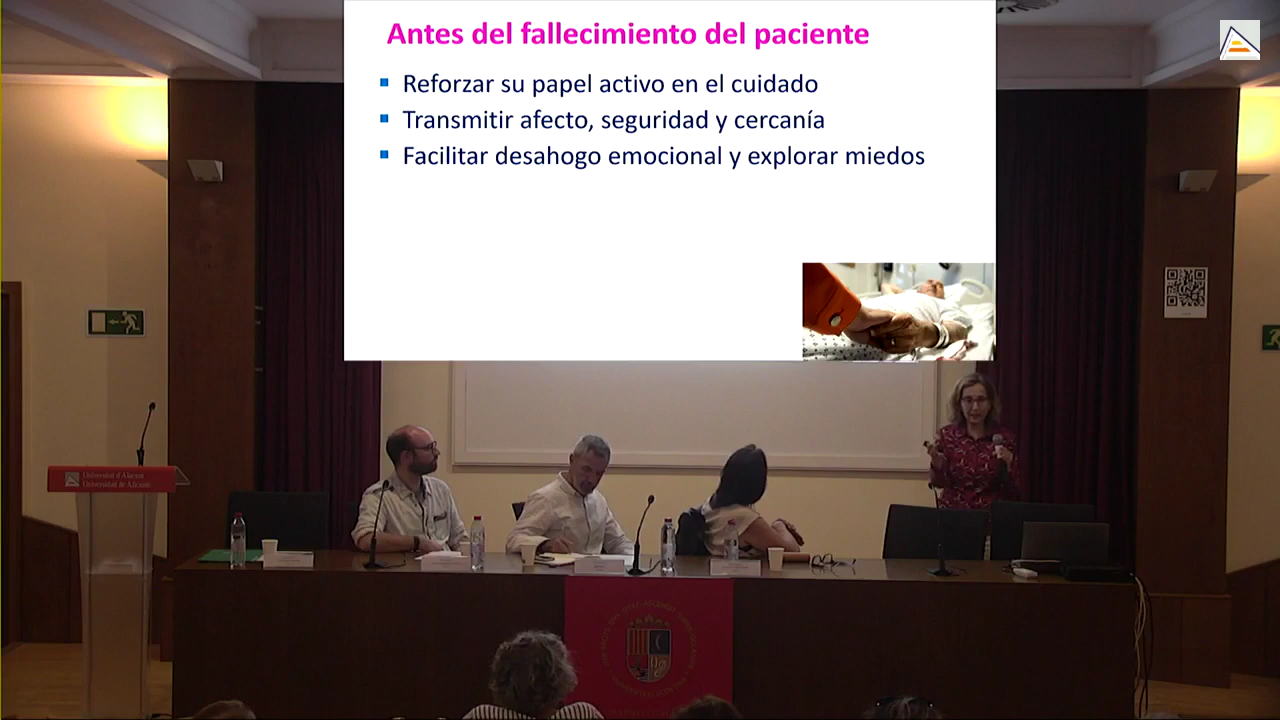 Antes del fallecimiento del paciente
Reforzar su papel activo en el cuidado
Transmitir afecto, seguridad y cercanía
Facilitar desahogo emocional y explorar miedos
Universitat d'Alacant
Universidad de Alicante